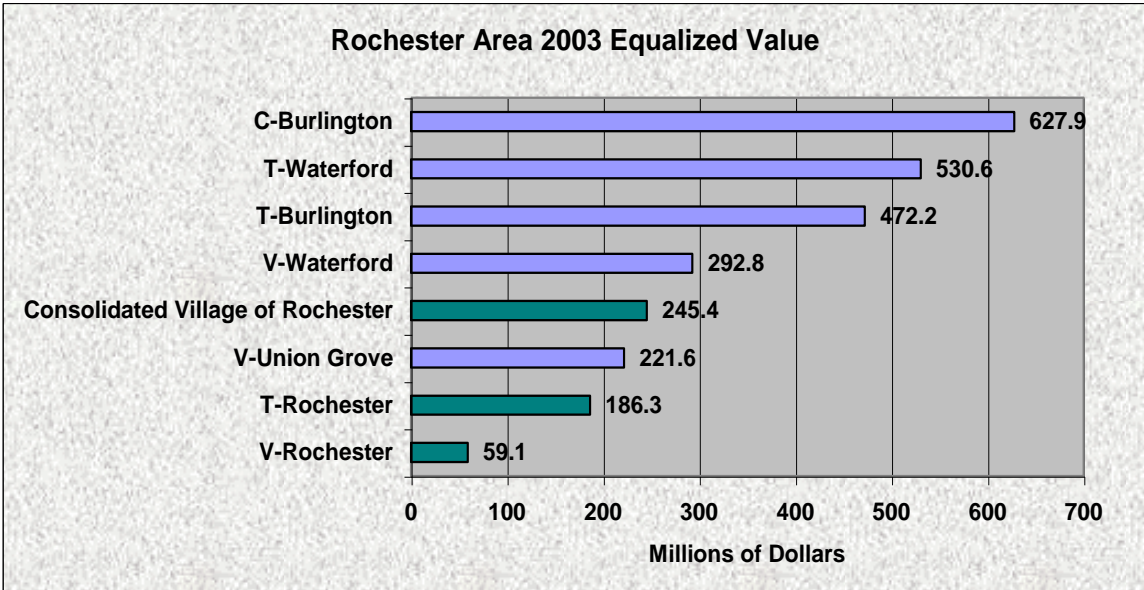 Rochester Area 2003 Equalized Value
C-Burlington 627.9
T-Waterford 530.6
T-Burlington 472.2
V-Waterford 292.8
Consolidated Village of Rochester 245.4
V-Union Grove 221.6
T-Rochester 186.3
V-Rochester 59.1
0 100 200 300 400 500 600 700
Millions of Dollars